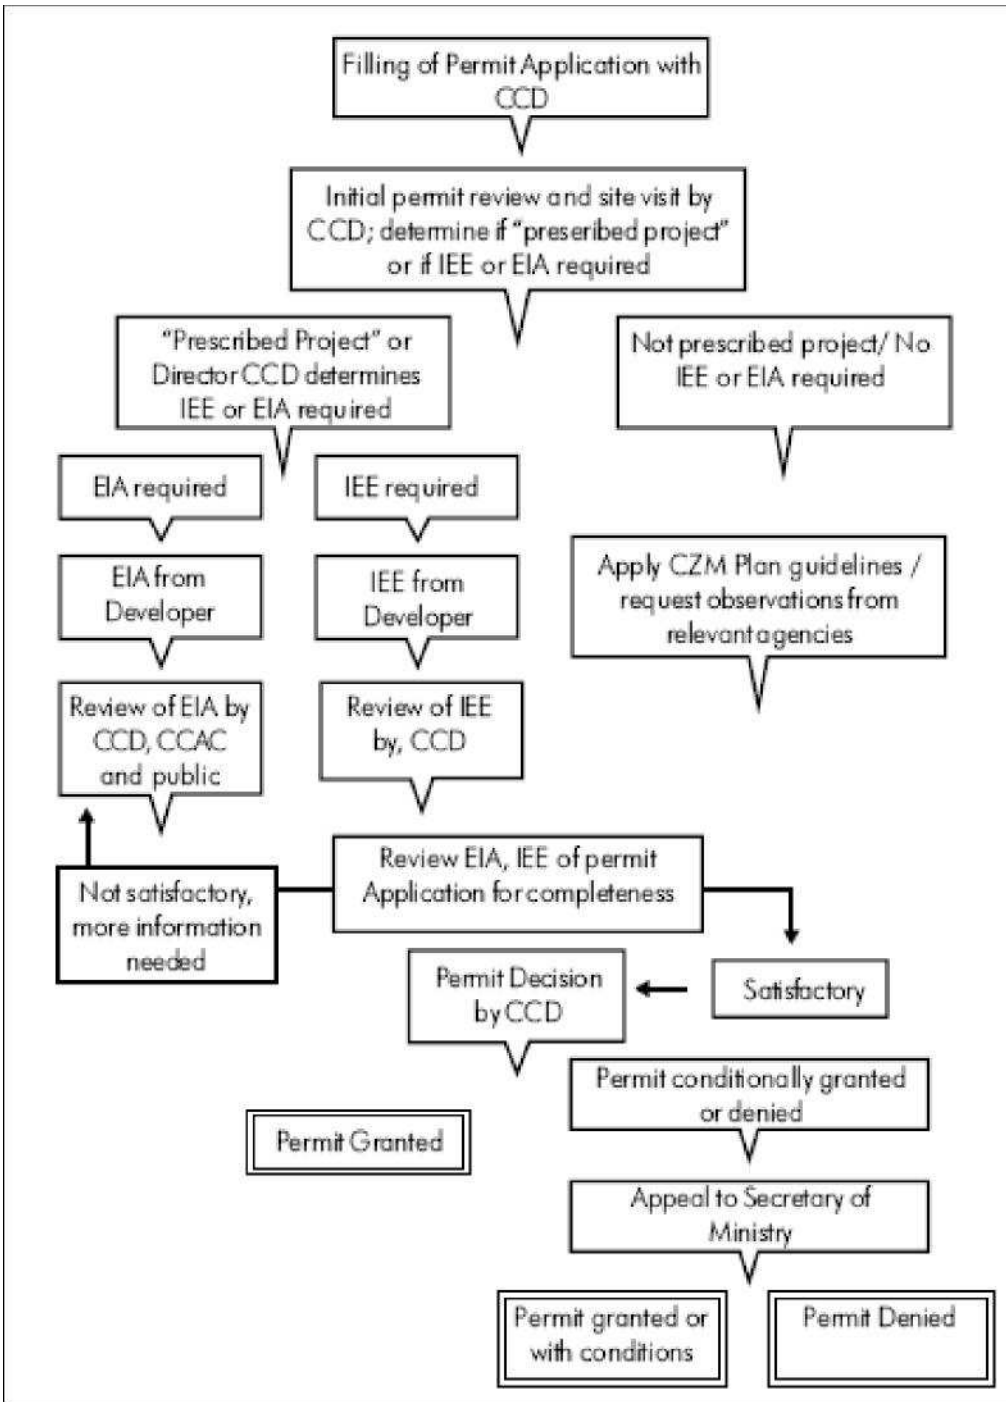 Filling of Permit Application with
CCD
Initial permit review and site visit by
CCD; determine if “preseribed project”
or if IEE or EIA required
“Prescribed Project” or
Director CCD determines
IEE or EIA required
Not prescribed project/ No
IEE or EIA required
EIA required
IEE required
EIA from
Developer
IEE from
Developer
Apply CZM Plan guidelines /
request observations from
relevant agencies
Review of EIA by
CCD, CCAC
and public
Review of IEE
by, CCD
Review EIA, IEE of permit
Application for completeness
Not satisfactory,
more information
needed
Permit Decision
by CCD
Satisfactory
Permit conditionally granted
or denied
Permit Granted
Appeal to Secretary of
Ministry
Permit granted or
with conditions
Permit Denied